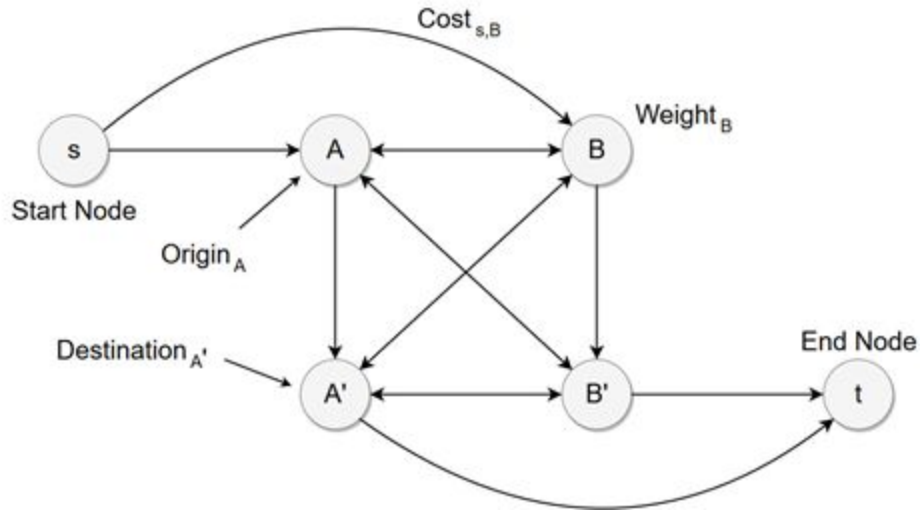 Cost s,B
s
A
B
Weight B
Start Node
Origin A
Destination A'
End Node
A'
B'
t